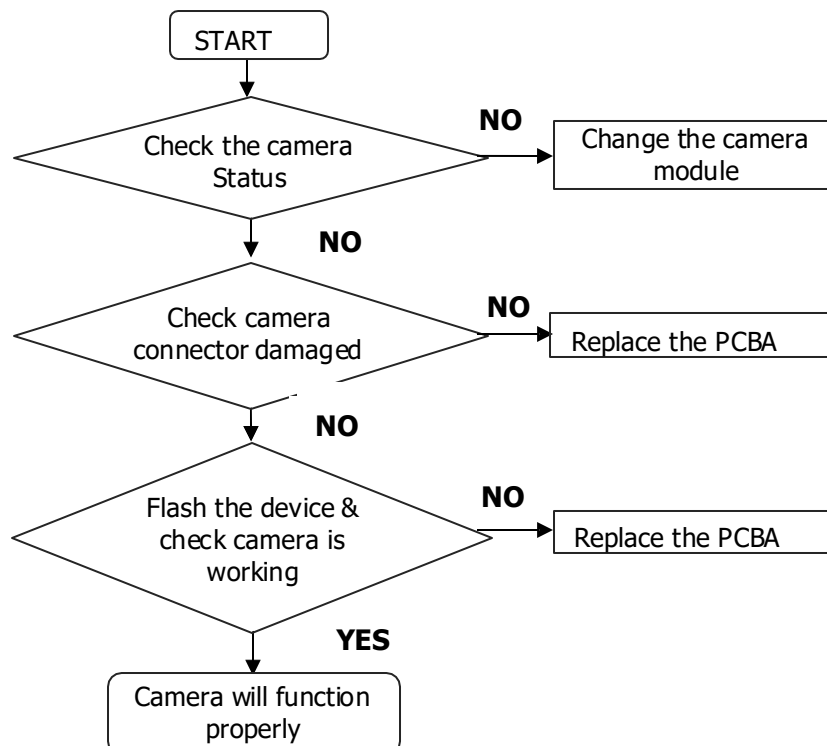 START
Check the camera
Status
NO
Change the camera
module
NO
Check camera
connector damaged
NO
Replace the PCBA
NO
Flash the device &
check camera is
working
NO
Replace the PCBA
YES
Camera will function
properly